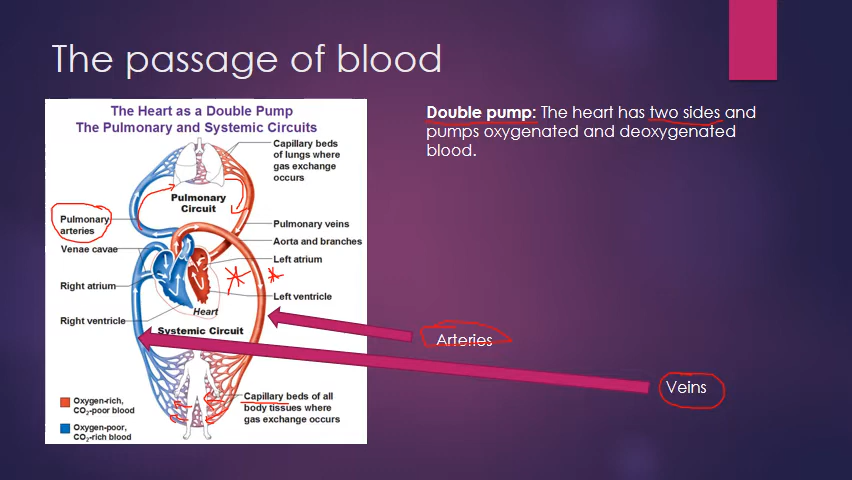 The passage of blood
The Heart as a Double Pump
The Pulmonary and Systemic Circuits
Capillary beds
of lungs where
gas exchange
occurs
Pulmonary
Circuit
Pulmonary
arteries
Pulmonary veins
Venae cavae
Aorta and branches
Left atrium
Right atrium
Left ventricle
Heart
Right ventricle
Systemic Circuit
Capillary beds of all
body tissues where
gas exchange occurs
Oxygen-rich,
CO2-poor blood
Oxygen-poor,
CO2-rich blood
Double pump: The heart has two sides and
pumps oxygenated and deoxygenated
blood.
Arteries
Veins